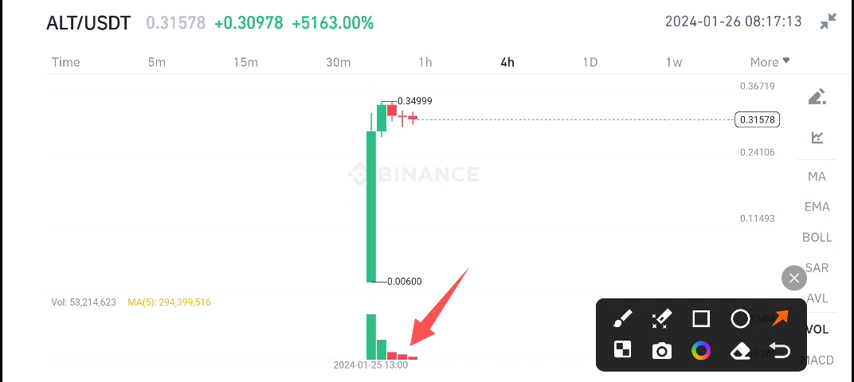 ALT/USDT 0.31578 +0.30978 +5163.00% 2024-01-26 08:17:13
Time 5m 15m 30m 1h 4h 1D 1w More
0.36719
0.34999
0.31578
0.24106
BINANCE
MA
EMA
0.11493
BOLL
SAR
0.00600
AVL
Vol: 53,214,623 MA(5): 294,399,516
VOL
MACD
2024-01-25 13:00